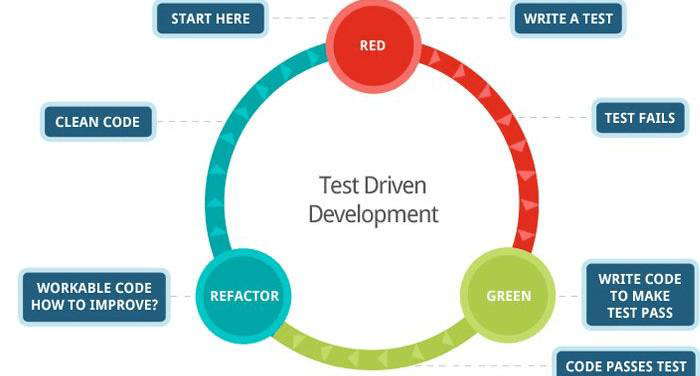 START HERE
RED
WRITE A TEST
CLEAN CODE
TEST FAILS
Test Driven
Development
WORKABLE CODE
HOW TO IMPROVE?
REFACTOR
GREEN
WRITE CODE
TO MAKE
TEST PASS
CODE PASSES TEST